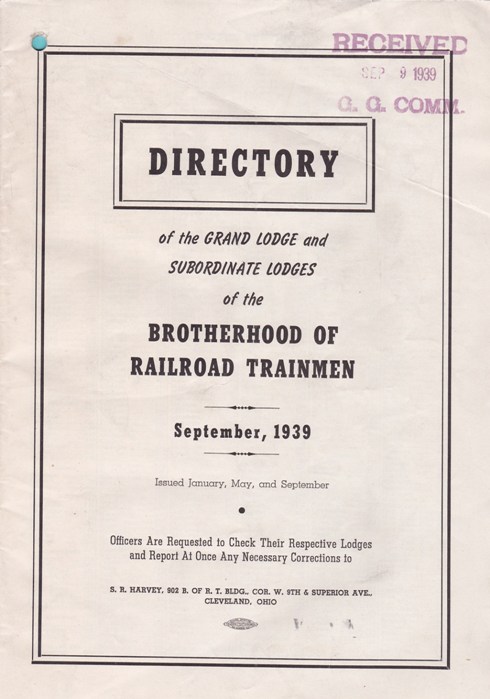 RECEIVED
SEP 9 1939
G. G. COMM.
DIRECTORY
of the GRAND LODGE and
SUBORDINATE LODGES
of the
BROTHERHOOD OF
RAILROAD TRAINMEN
September, 1939
Issued January, May, and September
Officers Are Requested to Check Their Respective Lodges
and Report At Once Any Necessary Corrections to
S. R. HARVEY, 902 B. OF R. T. BLDG., COR. W. 9TH & SUPERIOR AVE.,
CLEVELAND, OHIO